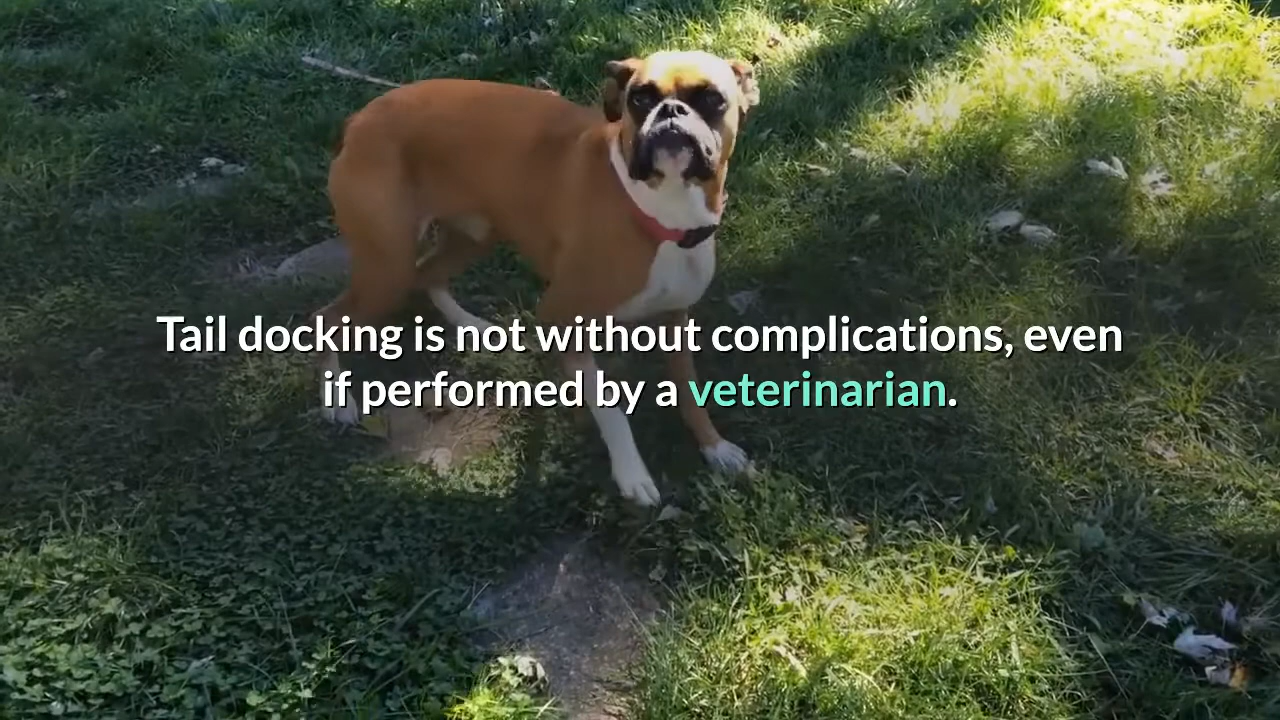 Tail docking is not without complications, even
if performed by a veterinarian.